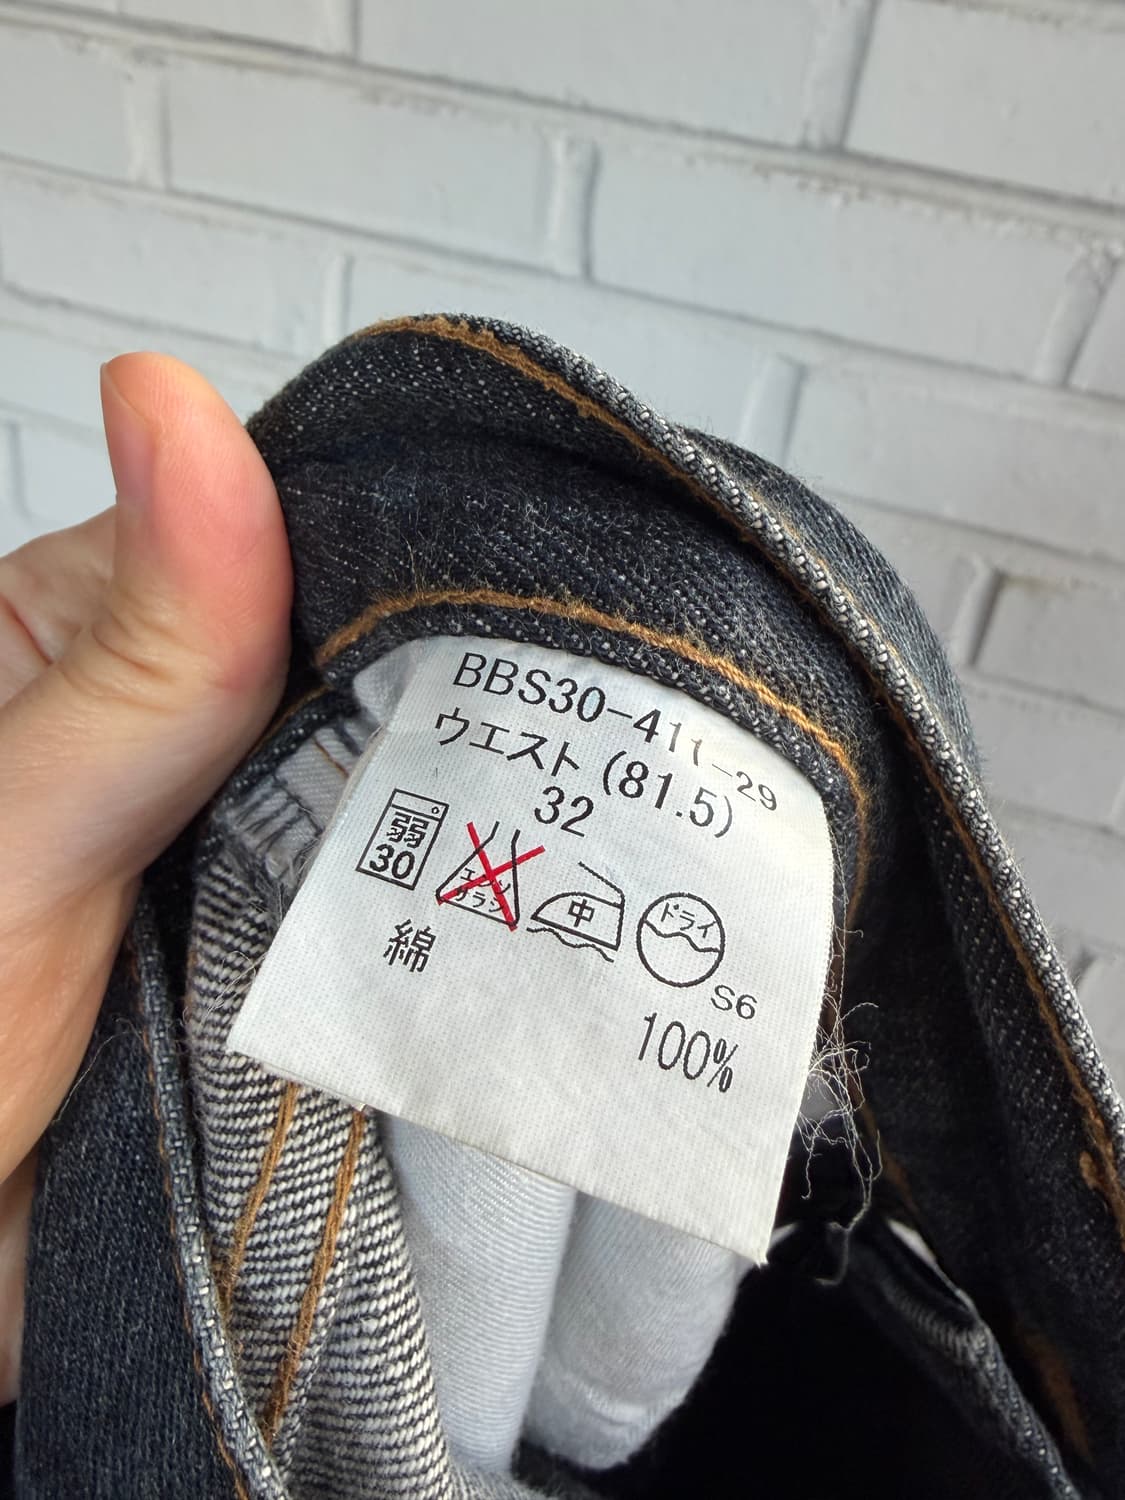 BBS30-411-29
ウエスト (81.5)
32
弱
30
エンソ
サラシ
中
ドライ
S6
綿 100%